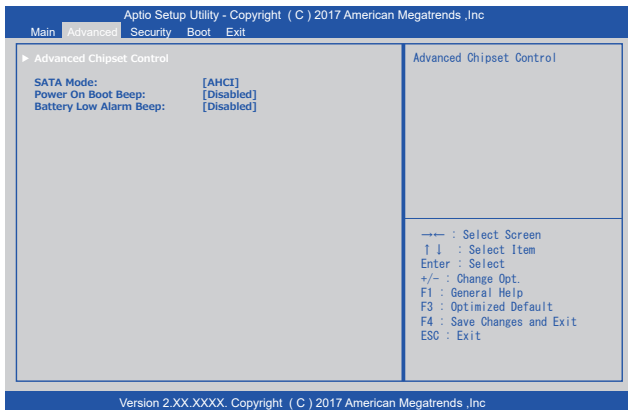 Aptio Setup Utility - Copyright ( C ) 2017 American Megatrends ,Inc
Main Advanced Security Boot Exit
▶ Advanced Chipset Control
SATA Mode: [AHCI]
Power On Boot Beep: [Disabled]
Battery Low Alarm Beep: [Disabled]
Advanced Chipset Control
→← : Select Screen
↑↓ : Select Item
Enter : Select
+/- : Change Opt.
F1 : General Help
F3 : Optimized Default
F4 : Save Changes and Exit
ESC : Exit
Version 2.XX.XXXX. Copyright ( C ) 2017 American Megatrends ,Inc